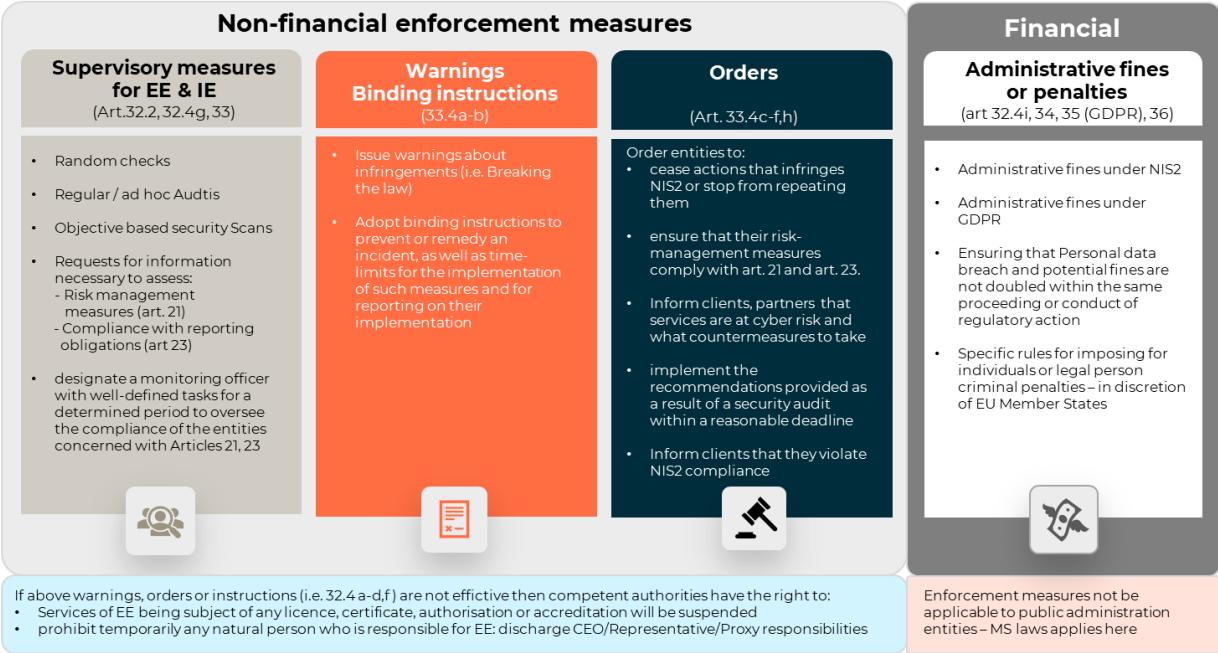 Non-financial enforcement measures
Supervisory measures
for EE & IE
(Art.32.2, 32.4g, 33)
• Random checks
• Regular / ad hoc Audtis
• Objective based security Scans
• Requests for information
necessary to assess:
- Risk management
measures (art. 21)
- Compliance with reporting
obligations (art 23)
• designate a monitoring officer
with well-defined tasks for a
determined period to oversee
the compliance of the entities
concerned with Articles 21, 23
Warnings
Binding instructions
(33.4a-b)
• Issue warnings about
infringements (i.e. Breaking
the law)
• Adopt binding instructions to
prevent or remedy an
incident, as well as time-
limits for the implementation
of such measures and for
reporting on their
implementation
Orders
(Art. 33.4c-f,h)
Order entities to:
• cease actions that infringes
NIS2 or stop from repeating
them
• ensure that their risk-
management measures
comply with art. 21 and art. 23.
• Inform clients, partners that
services are at cyber risk and
what countermeasures to take
• implement the
recommendations provided as
a result of a security audit
within a reasonable deadline
• Inform clients that they violate
NIS2 compliance
Financial
Administrative fines
or penalties
(art 32.4i, 34, 35 (GDPR), 36)
• Administrative fines under NIS2
• Administrative fines under
GDPR
• Ensuring that Personal data
breach and potential fines are
not doubled within the same
proceeding or conduct of
regulatory action
• Specific rules for imposing for
individuals or legal person
criminal penalties – in discretion
of EU Member States
If above warnings, orders or instructions (i.e. 32.4 a-d,f ) are not effictive then competent authorities have the right to:
• Services of EE being subject of any licence, certificate, authorisation or accreditation will be suspended
• prohibit temporarily any natural person who is responsible for EE: discharge CEO/Representative/Proxy responsibilities
Enforcement measures not be
applicable to public administration
entities – MS laws applies here